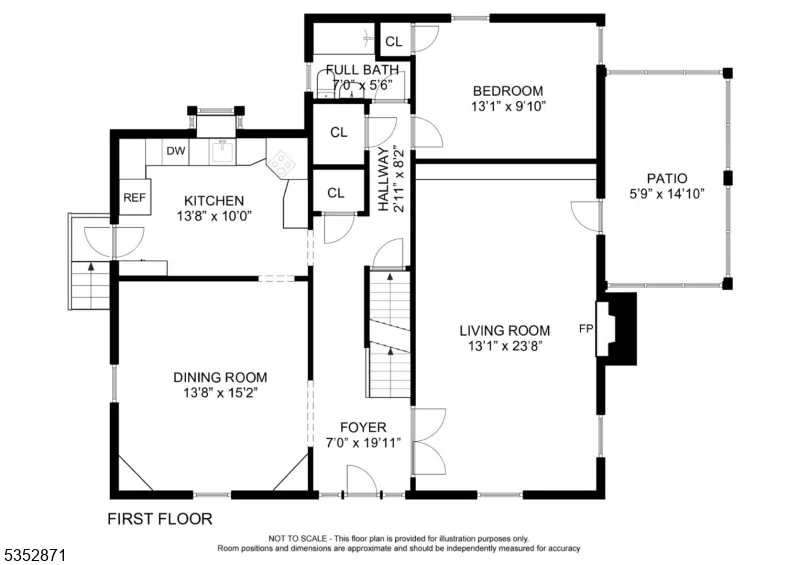 CL
FULL BATH
7'0" x 5'6"
BEDROOM
13'1" x 9'10"
DW
CL
HALLWAY
2'11" x 8'2"
PATIO
5'9" x 14'10"
REF
KITCHEN
13'8" x 10'0"
CL
LIVING ROOM
13'1" x 23'8"
FP
DINING ROOM
13'8" x 15'2"
FOYER
7'0" x 19'11"
FIRST FLOOR
NOT TO SCALE - This floor plan is provided for illustration purposes only.
Room positions and dimensions are approximate and should be independently measured for accuracy
5352871